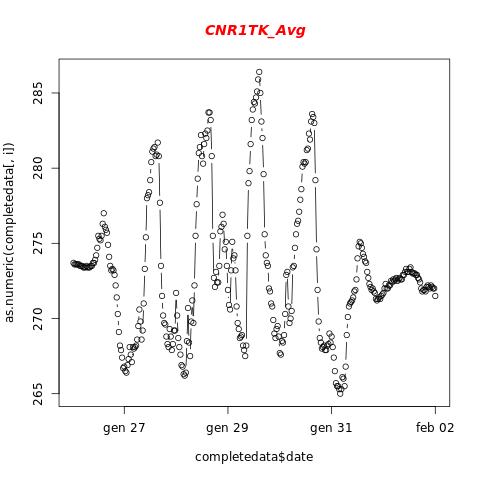 CNR1TK_Avg
as.numeric(completedata[, i])
285
280
275
270
265
gen 27
gen 29
gen 31
feb 02
completedata$date